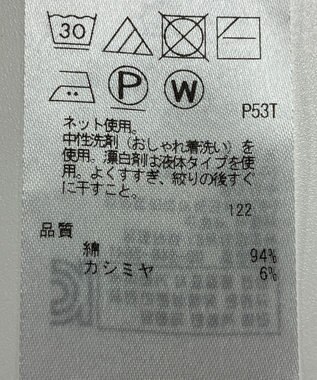 30
P W
P53T
ネット使用。
中性洗剤（おしゃれ着洗い）を
使用。漂白剤は液体タイプを使
用。よくすすぎ、絞りの後すぐ
に干すこと。
122
品質
綿 94%
カシミヤ 6%